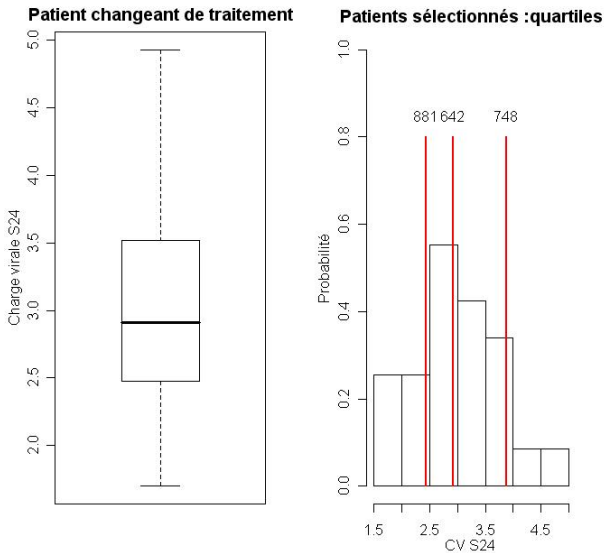 Patient changeant de traitement
Charge virale S24
5.0
4.5
4.0
3.5
3.0
2.5
2.0
Patients sélectionnés :quartiles
Probabilité
1.0
0.8
0.6
0.4
0.2
0.0
881 642 748
1.5 2.5 3.5 4.5
CV S24